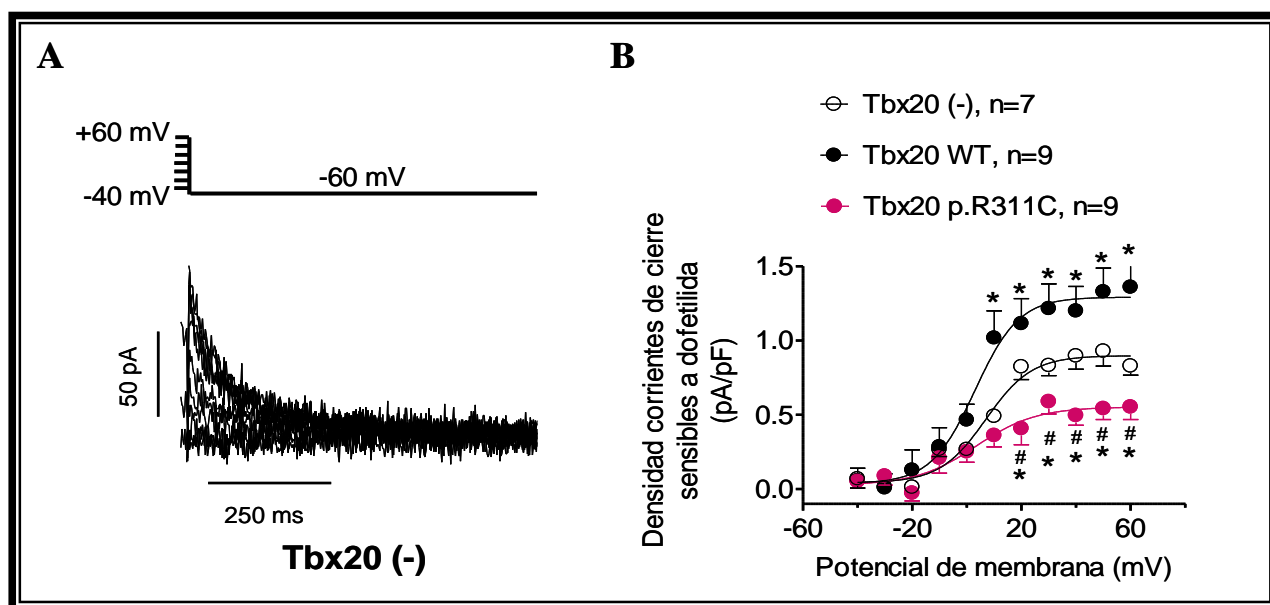 A
+60 mV
-40 mV
-60 mV
50 pA
250 ms
Tbx20 (-)
B
Tbx20 (-), n=7
Tbx20 WT, n=9
Tbx20 p.R311C, n=9
Densidad corrientes de cierre
sensibles a dofetilida
(pA/pF)
1.5
1.0
0.5
0.0
* * * * * *
# # # # #
* * * * *
-60 -20 20 60
Potencial de membrana (mV)